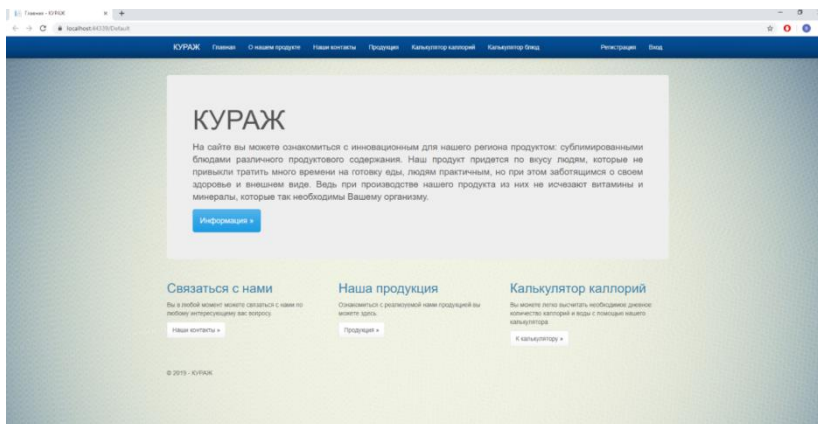 Главная - КУРАЖ
localhost:44339/Default
КУРАЖ Главная О нашем продукте Наши контакты Продукция Калькулятор каллорий Калькулятор блюд Регистрация Вход
КУРАЖ
На сайте вы можете ознакомиться с инновационным для нашего региона продуктом: сублимированными
блюдами различного продуктового содержания. Наш продукт придется по вкусу людям, которые не
привыкли тратить много времени на готовку еды, людям практичным, но при этом заботящимся о своем
здоровье и внешнем виде. Ведь при производстве нашего продукта из них не исчезают витамины и
минералы, которые так необходимы Вашему организму.
Информация »
Связаться с нами
Вы в любой момент можете связаться с нами по
любому интересующему вас вопросу.
Наши контакты »
Наша продукция
Ознакомиться с реализуемой нами продукцией вы
можете здесь.
Продукция »
Калькулятор каллорий
Вы можете легко высчитать необходимое дневное
количество каллорий и воды с помощью нашего
калькулятора
К калькулятору »
© 2019 - КУРАЖ